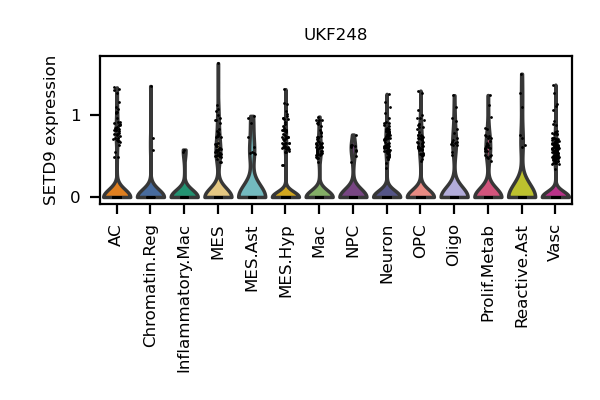 UKF248
SETD9 expression
1
0
AC
Chromatin.Reg
Inflammatory.Mac
MES
MES.Ast
MES.Hyp
Mac
NPC
Neuron
OPC
Oligo
Prolif.Metab
Reactive.Ast
Vasc